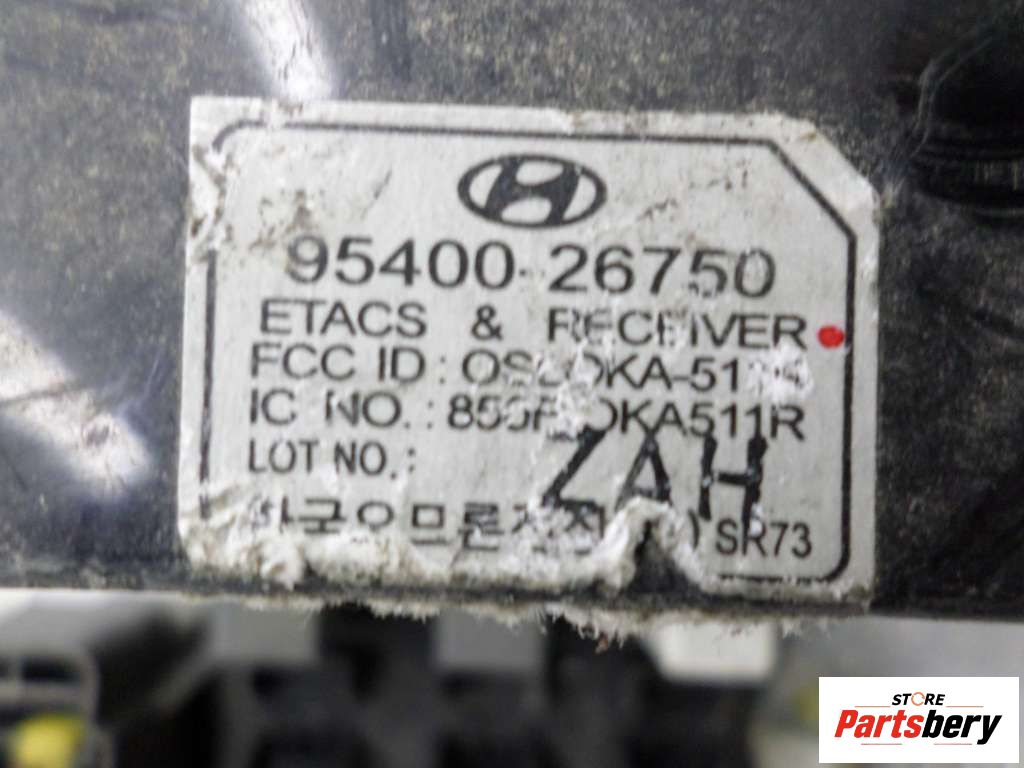 95400-26750
ETACS & RECEIVER
FCC ID :
IC NO. :
LOT NO. :
ZAH
SR73
STORE
Partsbery